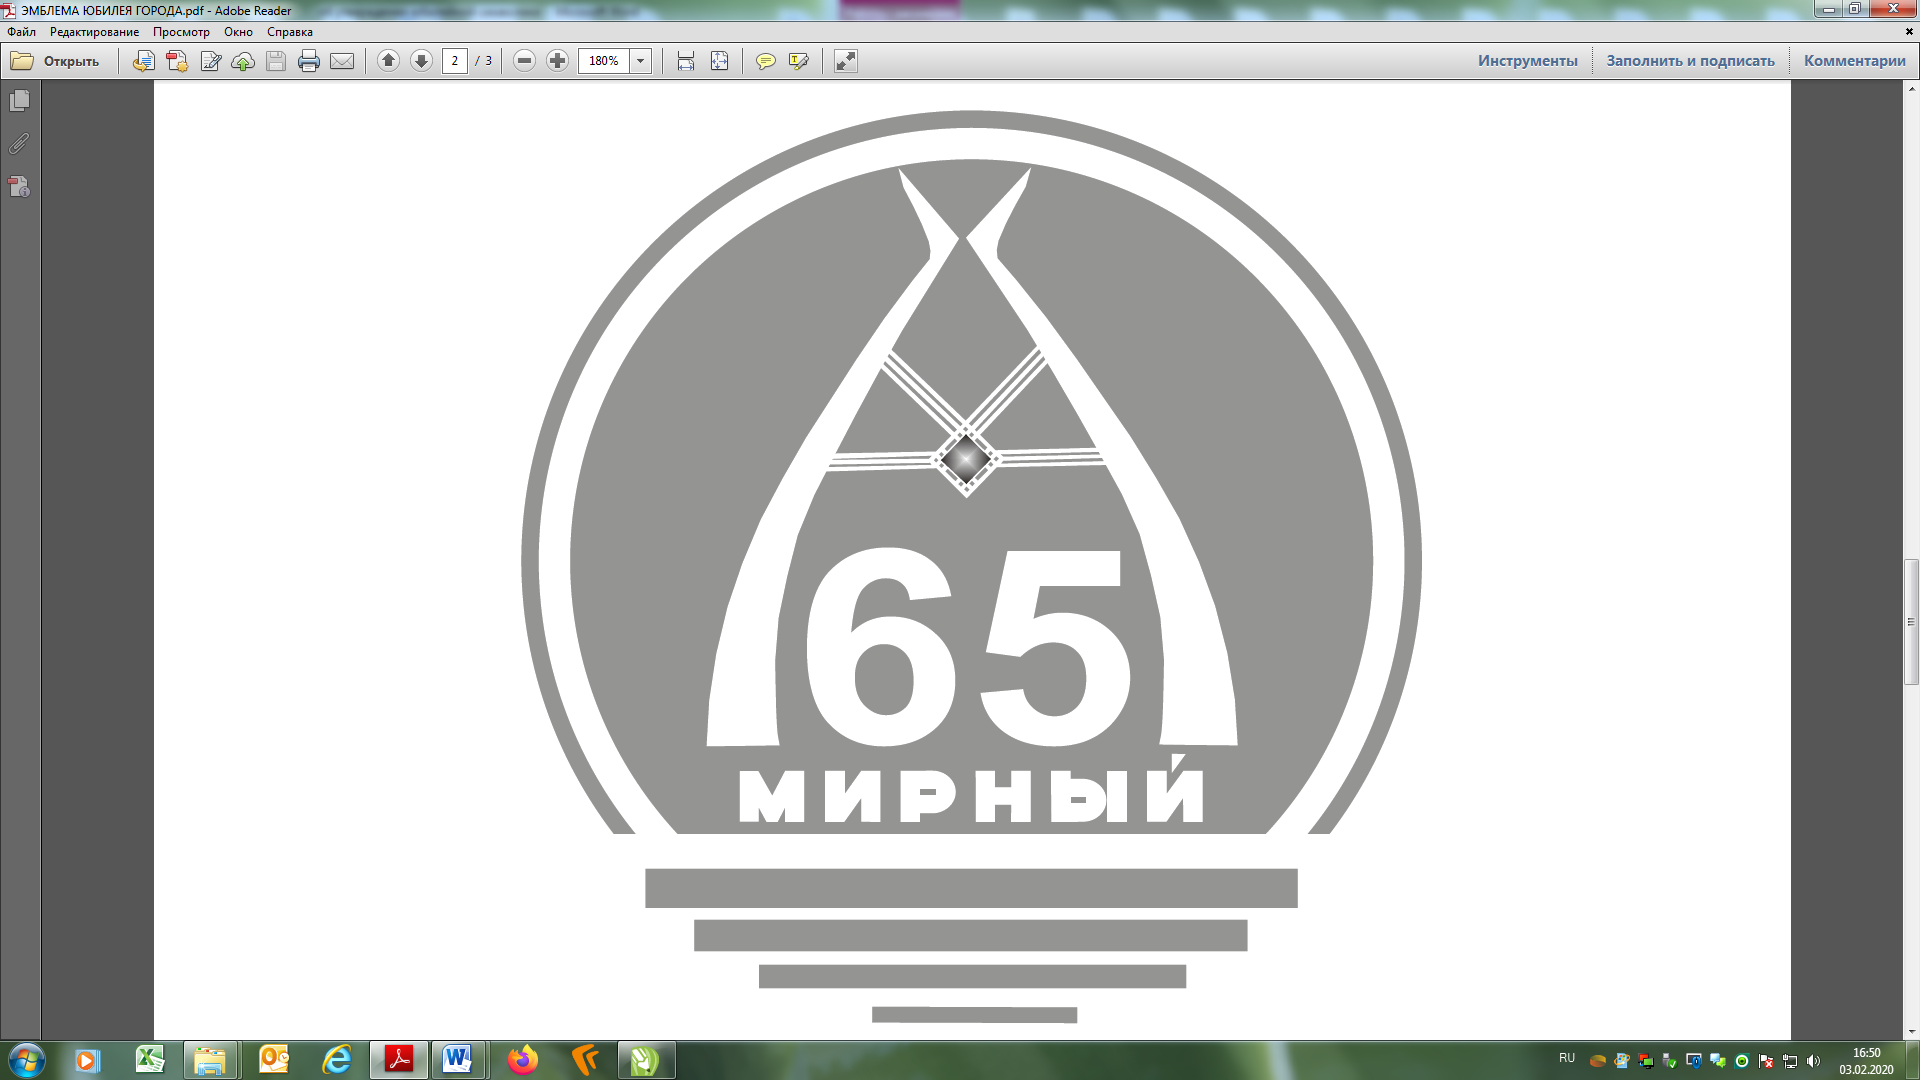 ЭМБЛЕМА ЮБИЛЕЯ ГОРОДА.pdf - Adobe Reader
Файл Редактирование Просмотр Окно Справка
Открыть 2 / 3 180% Инструменты Заполнить и подписать Комментарии
65
МИРНЫЙ
RU 16:50
03.02.2020